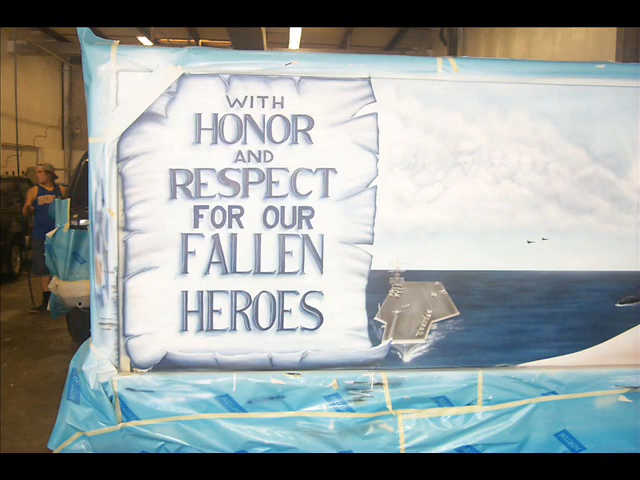 WITH
HONOR
AND
RESPECT
FOR OUR
FALLEN
HEROES